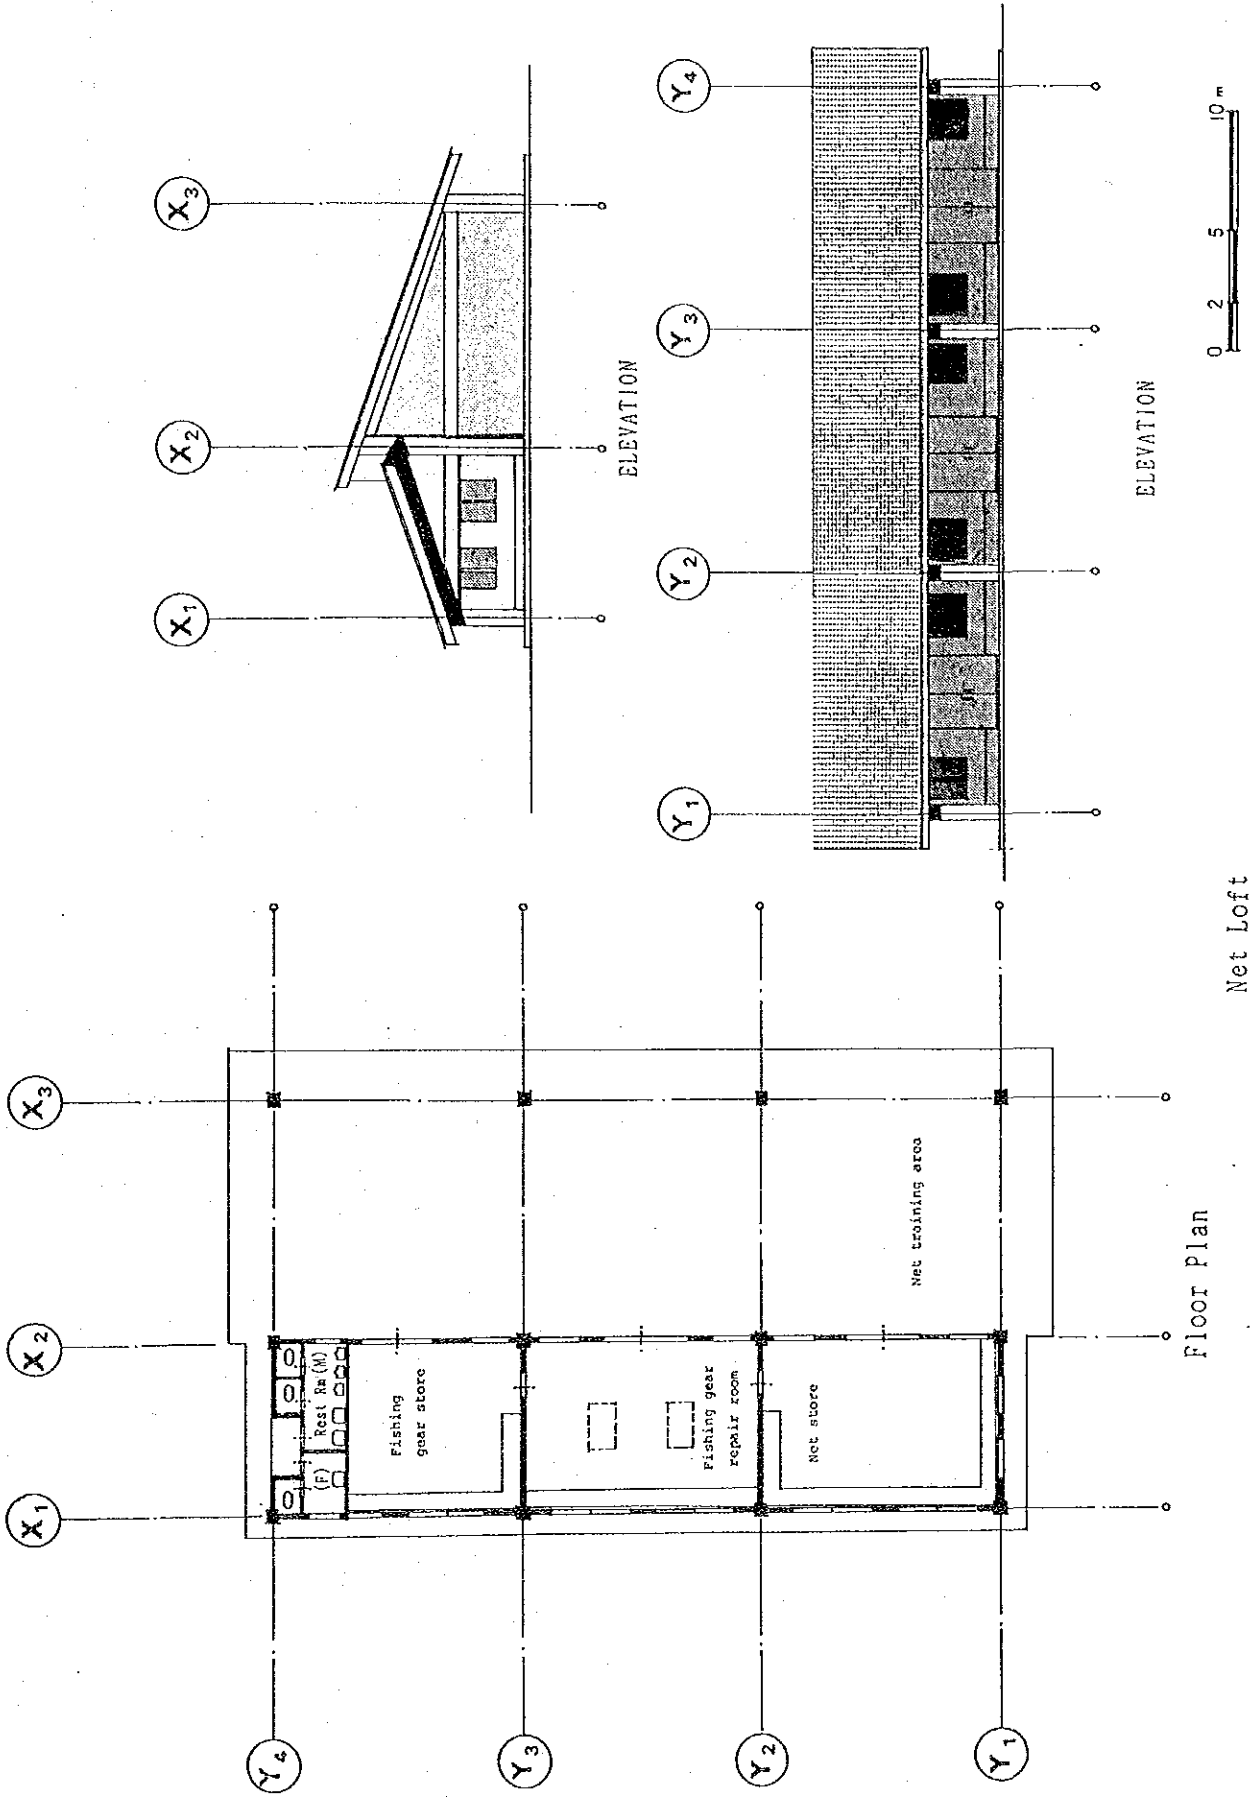 X₁
X₂
X₃
Y₄
Y₃
Y₂
Y₁
Rest Rm (M)
(F)
Fishing
gear store
Fishing gear
repair room
Net store
Net training area
Floor Plan
X₁
X₂
X₃
ELEVATION
Y₁
Y₂
Y₃
Y₄
ELEVATION
0 2 5 10 m
Net Loft